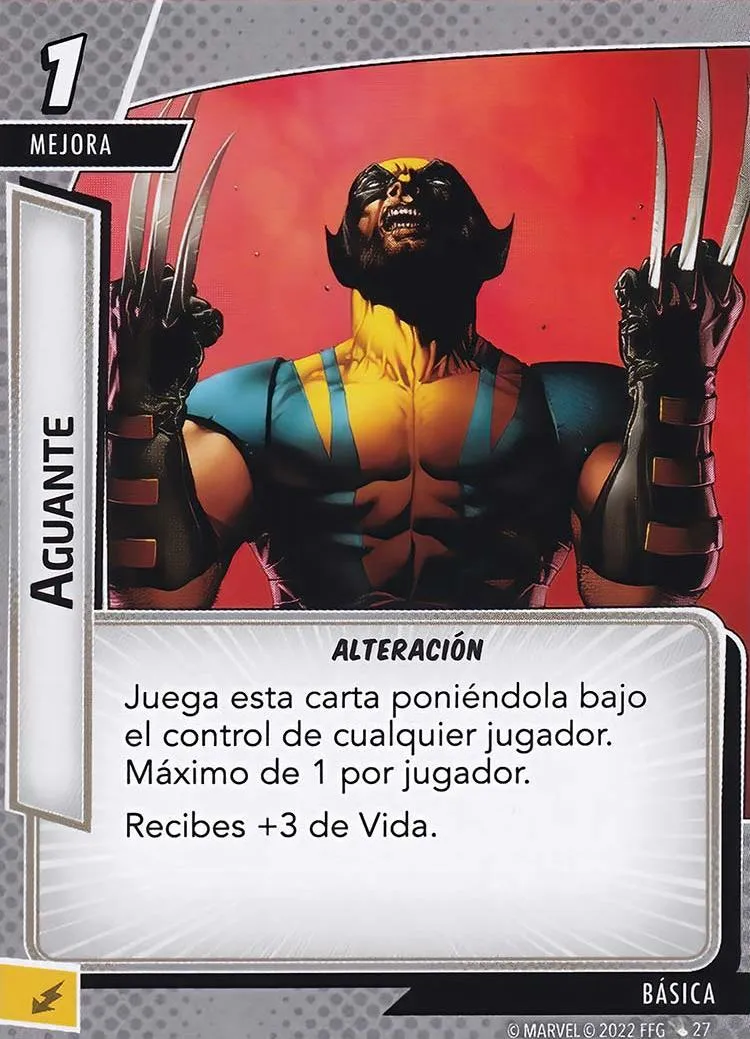 1
MEJORA
AGUANTE
ALTERACIÓN
Juega esta carta poniéndola bajo
el control de cualquier jugador.
Máximo de 1 por jugador.
Recibes +3 de Vida.
BÁSICA
© MARVEL © 2022 FFG 27